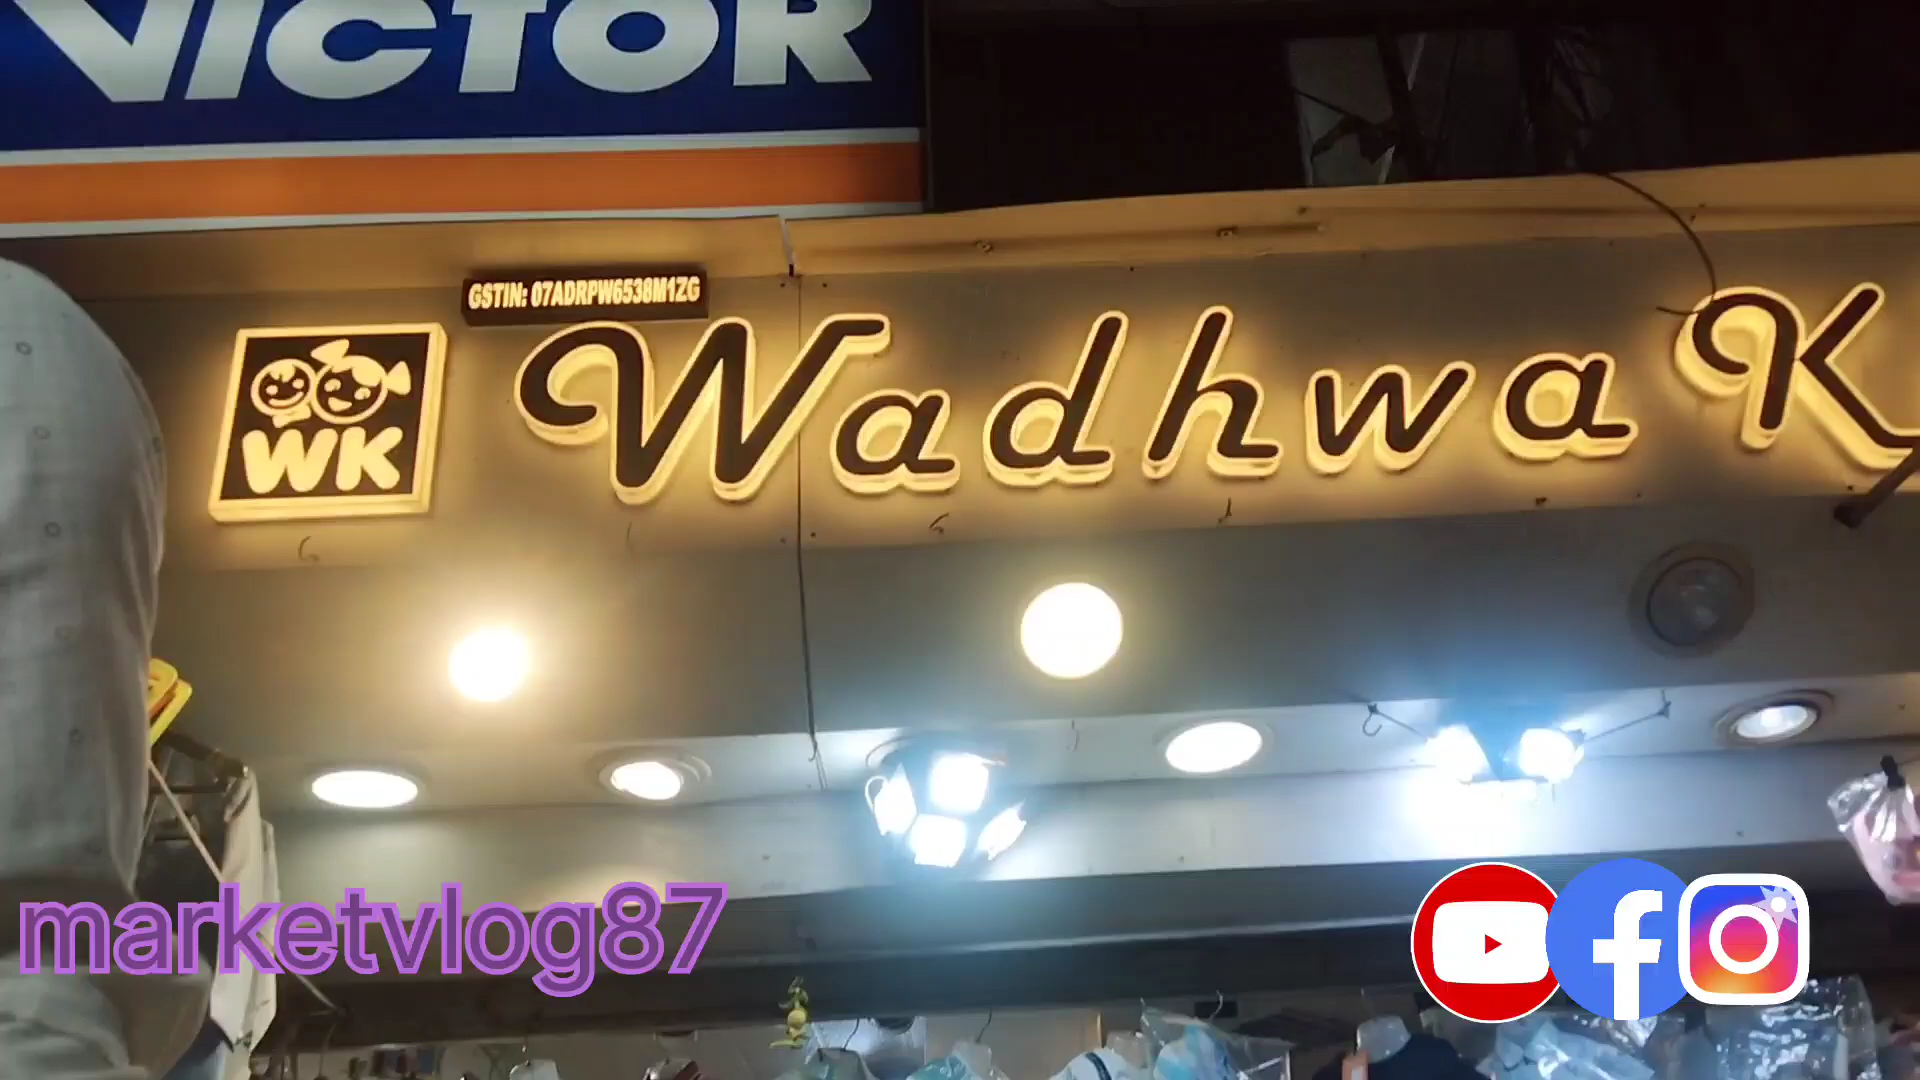 VICTOR
GSTIN: 07ADRPW6538M1ZG
WK
Wadhwa K
marketvlog87